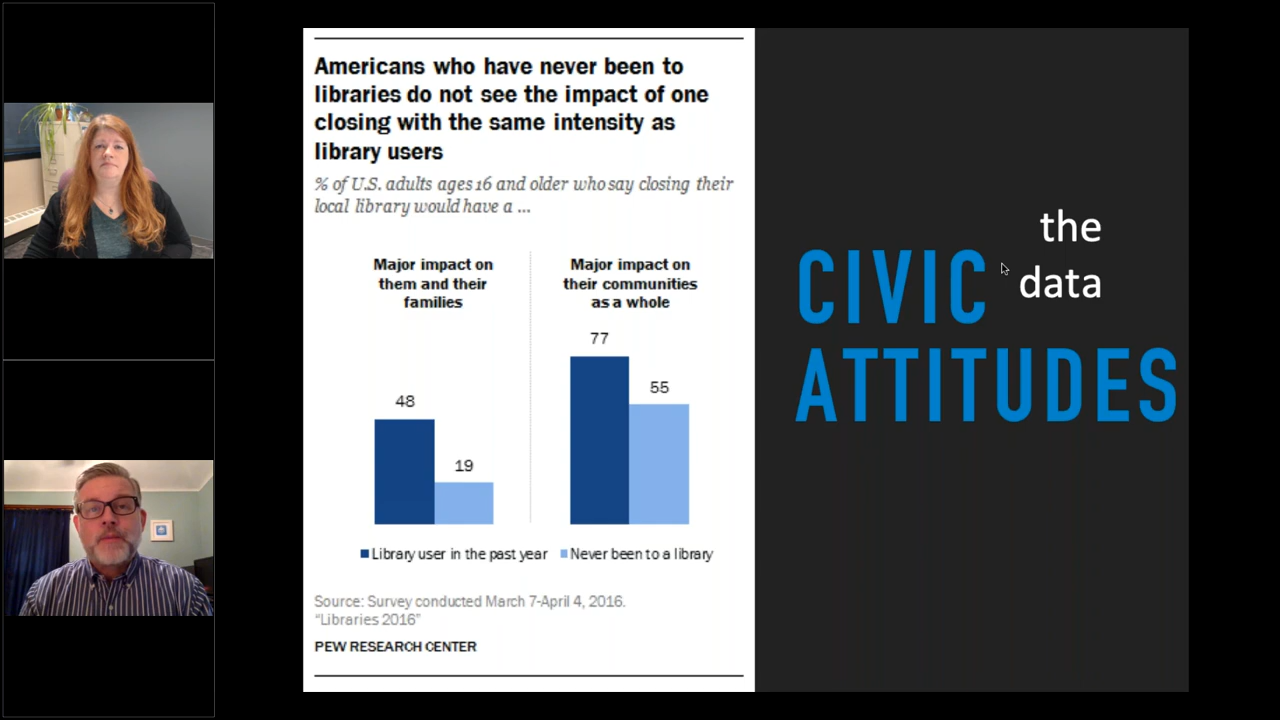 Americans who have never been to
libraries do not see the impact of one
closing with the same intensity as
library users
% of U.S. adults ages 16 and older who say closing their
local library would have a ...
Major impact on
them and their
families
48
19
Major impact on
their communities
as a whole
77
55
Library user in the past year
Never been to a library
Source: Survey conducted March 7-April 4, 2016.
“Libraries 2016”
PEW RESEARCH CENTER
the
data
CIVIC
ATTITUDES